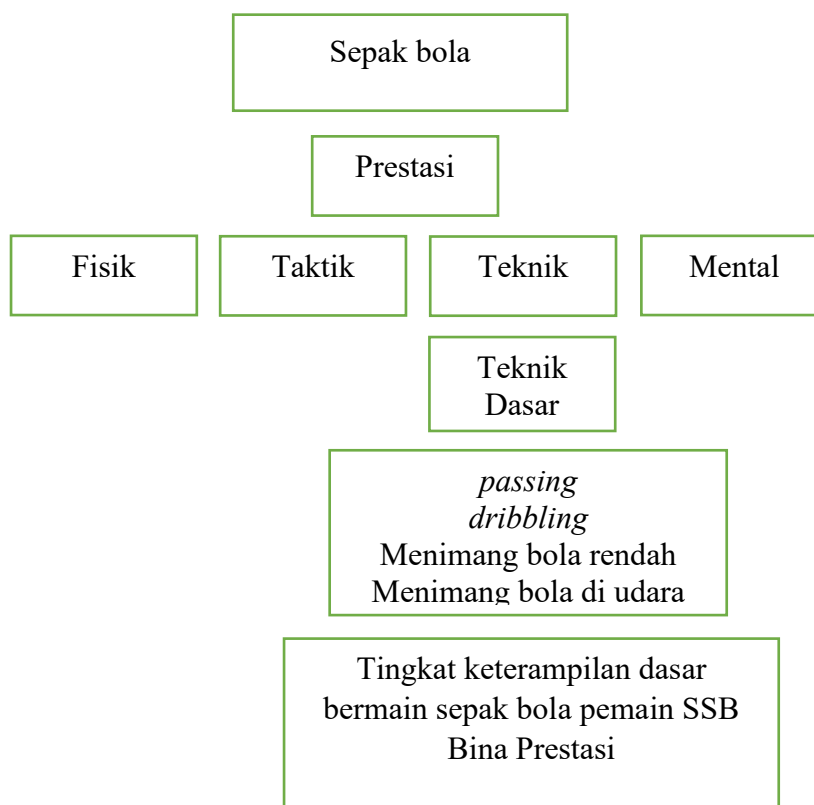 Sepak bola
Prestasi
Fisik
Taktik
Teknik
Mental
Teknik
Dasar
passing
dribbling
Menimang bola rendah
Menimang bola di udara
Tingkat keterampilan dasar
bermain sepak bola pemain SSB
Bina Prestasi